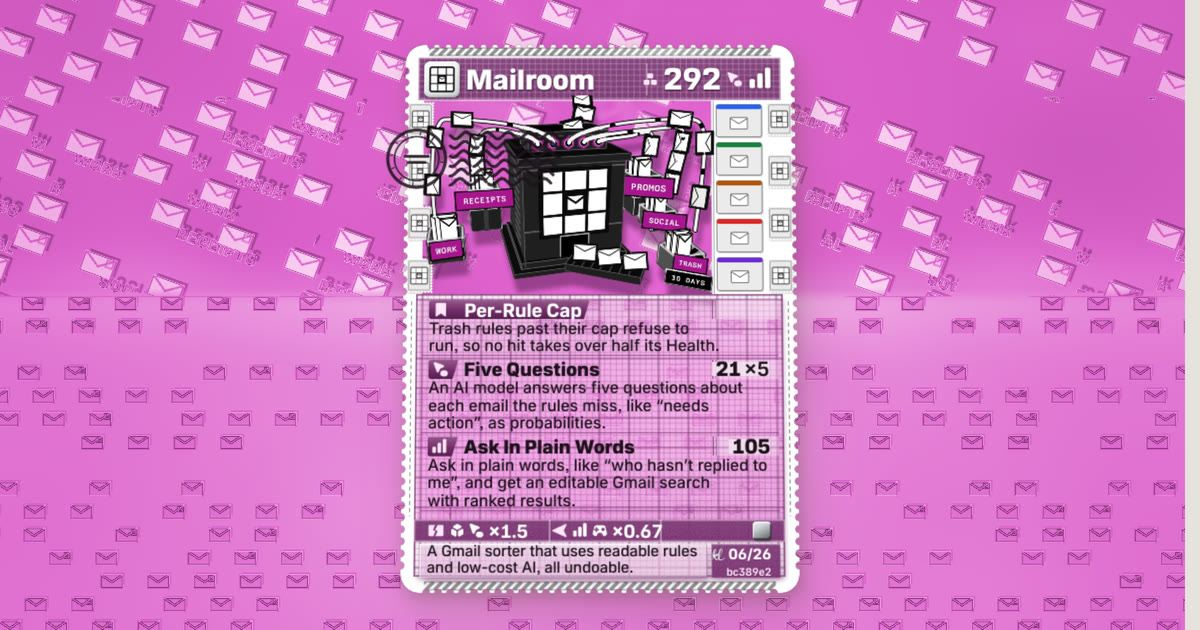 Mailroom 292
RECEIPTS
PROMOS
SOCIAL
WORK
TRASH
30 DAYS
Per-Rule Cap
Trash rules past their cap refuse to
run, so no hit takes over half its Health.
Five Questions 21 ×5
An AI model answers five questions about
each email the rules miss, like “needs
action”, as probabilities.
Ask In Plain Words 105
Ask in plain words, like “who hasn’t replied to
me”, and get an editable Gmail search
with ranked results.
×1.5 ×0.67
A Gmail sorter that uses readable rules
and low-cost AI, all undoable.
06/26
bc389e2